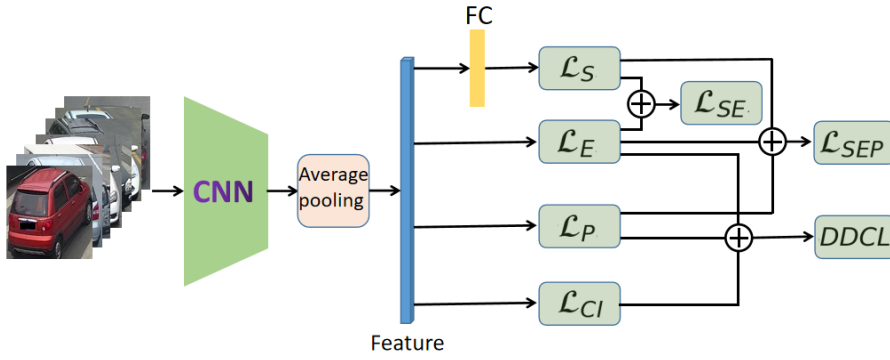 FC
ℒS
ℒSE
CNN
Average
pooling
ℒE
ℒSEP
ℒP
DDCL
ℒCI
Feature